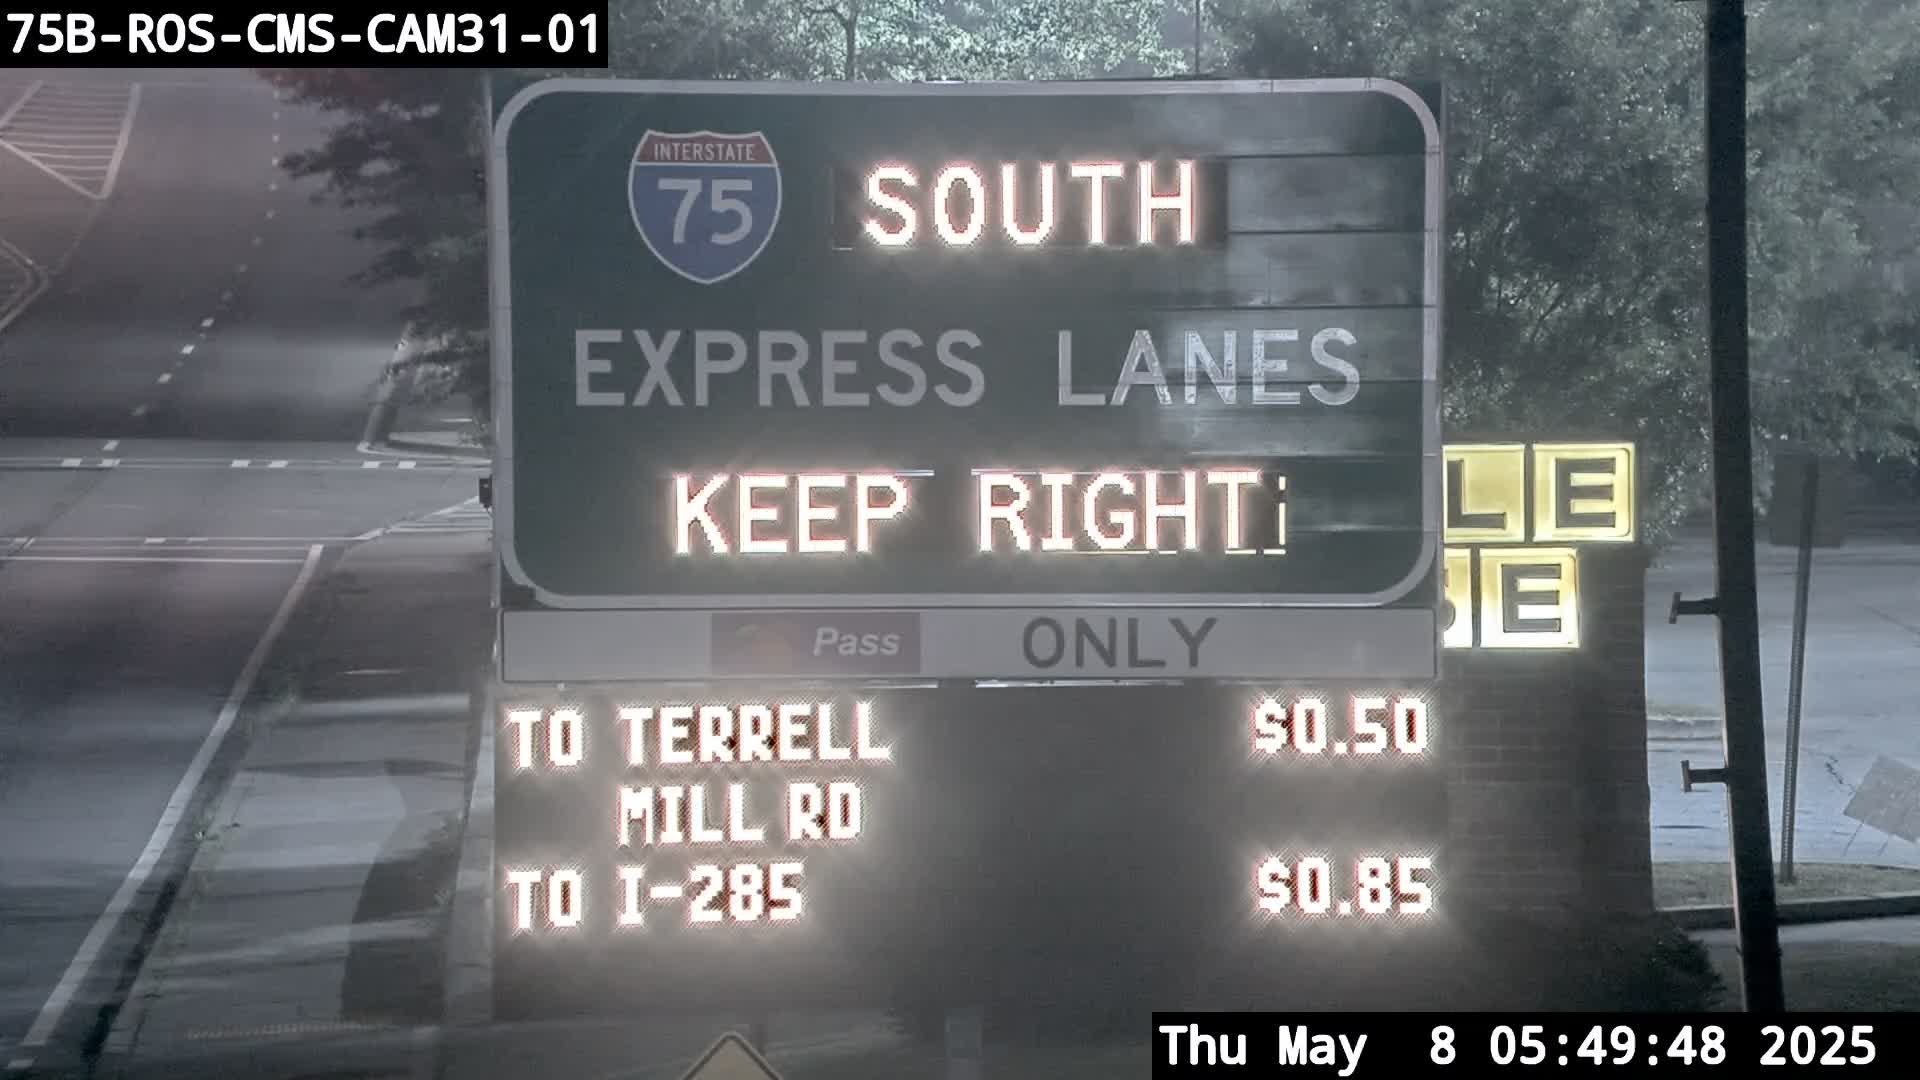 75B-ROS-CMS-CAM31-01
INTERSTATE
75
SOUTH
EXPRESS LANES
KEEP RIGHT
Pass ONLY
TO TERRELL $0.50
MILL RD
TO I-285 $0.85
LE
E
Thu May 8 05:49:48 2025